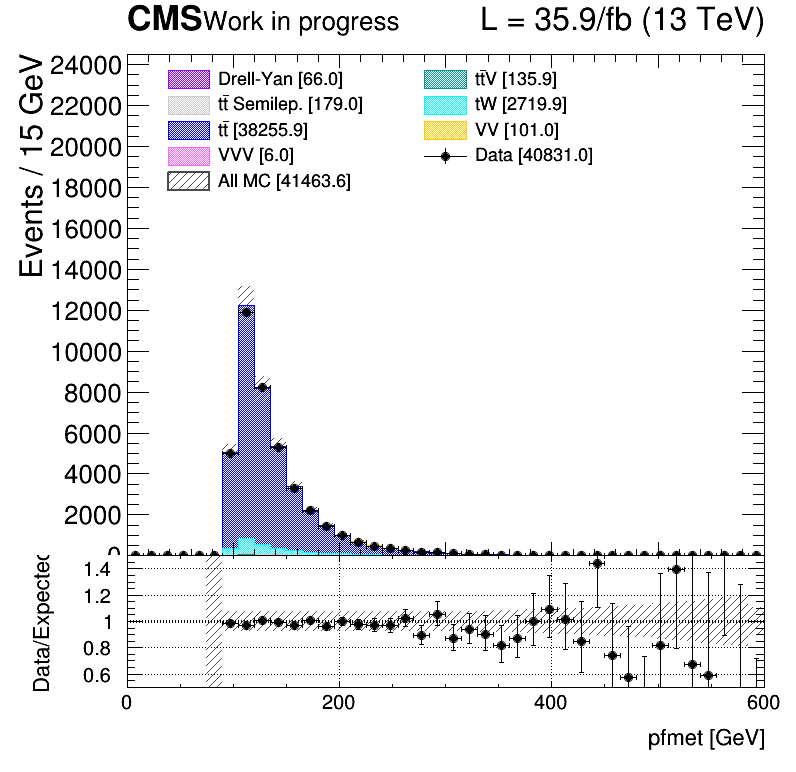 CMS Work in progress L = 35.9/fb (13 TeV)
Events / 15 GeV
24000
22000
20000
18000
16000
14000
12000
10000
8000
6000
4000
2000
0
Drell-Yan [66.0]
tt̄ Semilep. [179.0]
tt̄ [38255.9]
VVV [6.0]
All MC [41463.6]
tt̄V [135.9]
tW [2719.9]
VV [101.0]
Data [40831.0]
Data/Expected
1.4
1.2
1
0.8
0.6
0 200 400 600
pfmet [GeV]